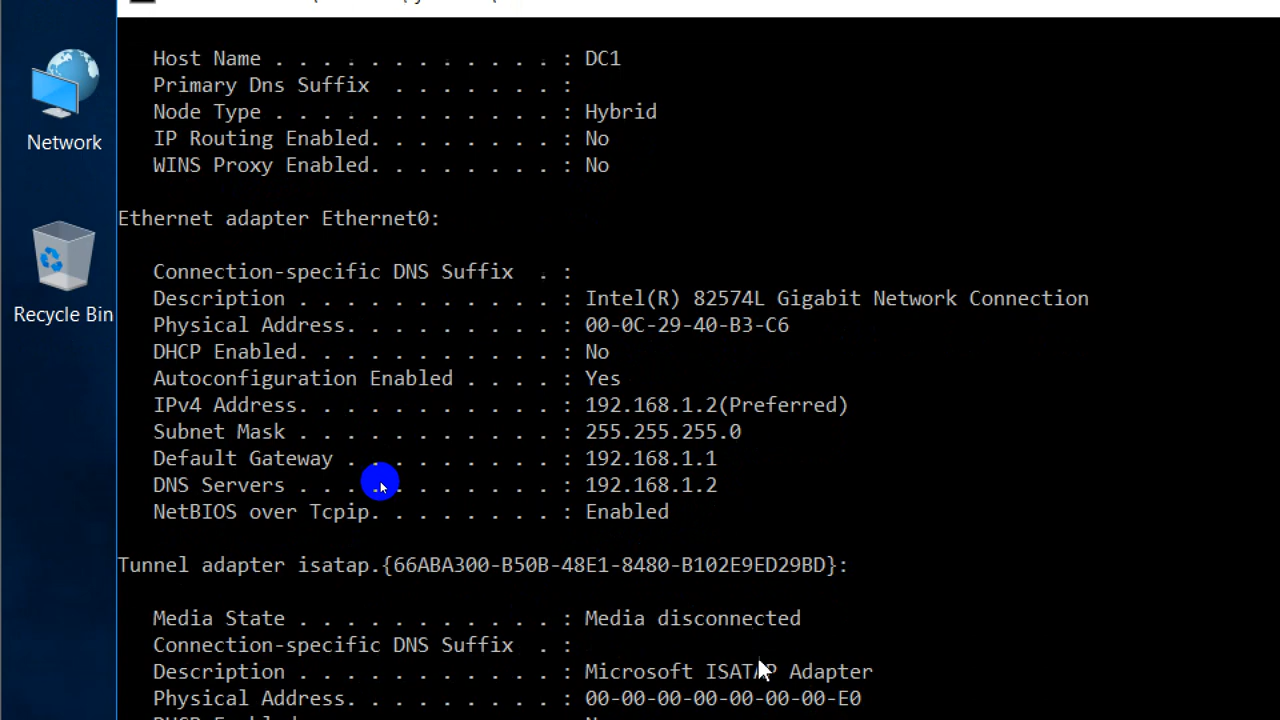 Network
Recycle Bin
Host Name . . . . . . . . . . . . : DC1
Primary Dns Suffix  . . . . . . . :
Node Type . . . . . . . . . . . . : Hybrid
IP Routing Enabled. . . . . . . . : No
WINS Proxy Enabled. . . . . . . . : No
Ethernet adapter Ethernet0:
Connection-specific DNS Suffix  . :
Description . . . . . . . . . . . : Intel(R) 82574L Gigabit Network Connection
Physical Address. . . . . . . . . : 00-0C-29-40-B3-C6
DHCP Enabled. . . . . . . . . . . : No
Autoconfiguration Enabled . . . . : Yes
IPv4 Address. . . . . . . . . . . : 192.168.1.2(Preferred)
Subnet Mask . . . . . . . . . . . : 255.255.255.0
Default Gateway . . . . . . . . . : 192.168.1.1
DNS Servers . . . . . . . . . . . : 192.168.1.2
NetBIOS over Tcpip. . . . . . . . : Enabled
Tunnel adapter isatap.{66ABA300-B50B-48E1-8480-B102E9ED29BD}:
Media State . . . . . . . . . . . : Media disconnected
Connection-specific DNS Suffix  . :
Description . . . . . . . . . . . : Microsoft ISATAP Adapter
Physical Address. . . . . . . . . : 00-00-00-00-00-00-00-E0